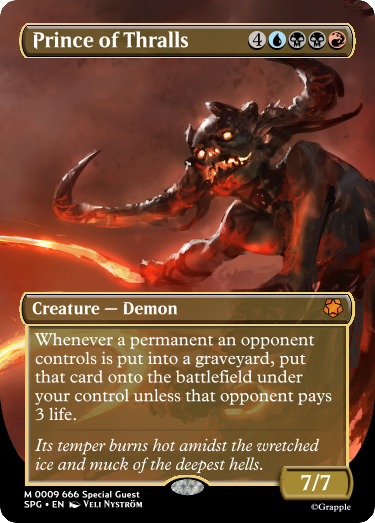 Prince of Thralls 4
Creature — Demon
Whenever a permanent an opponent
controls is put into a graveyard, put
that card onto the battlefield under
your control unless that opponent pays
3 life.
Its temper burns hot amidst the wretched
ice and muck of the deepest hells.
7/7
M 0009 666 Special Guest
SPG • EN VELI NYSTRÖM
©Grapple